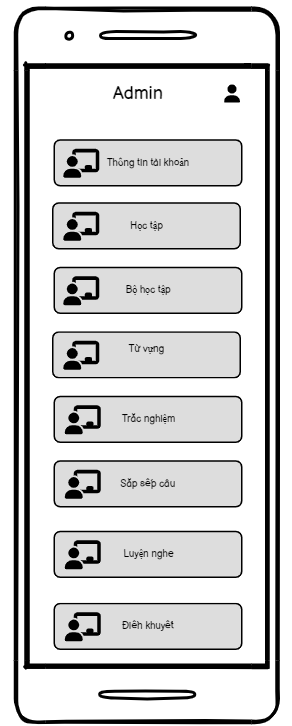 Admin
Thông tin tài khoản
Học tập
Bộ học tập
Từ vựng
Trắc nghiệm
Sắp sếp câu
Luyện nghe
Điền khuyết